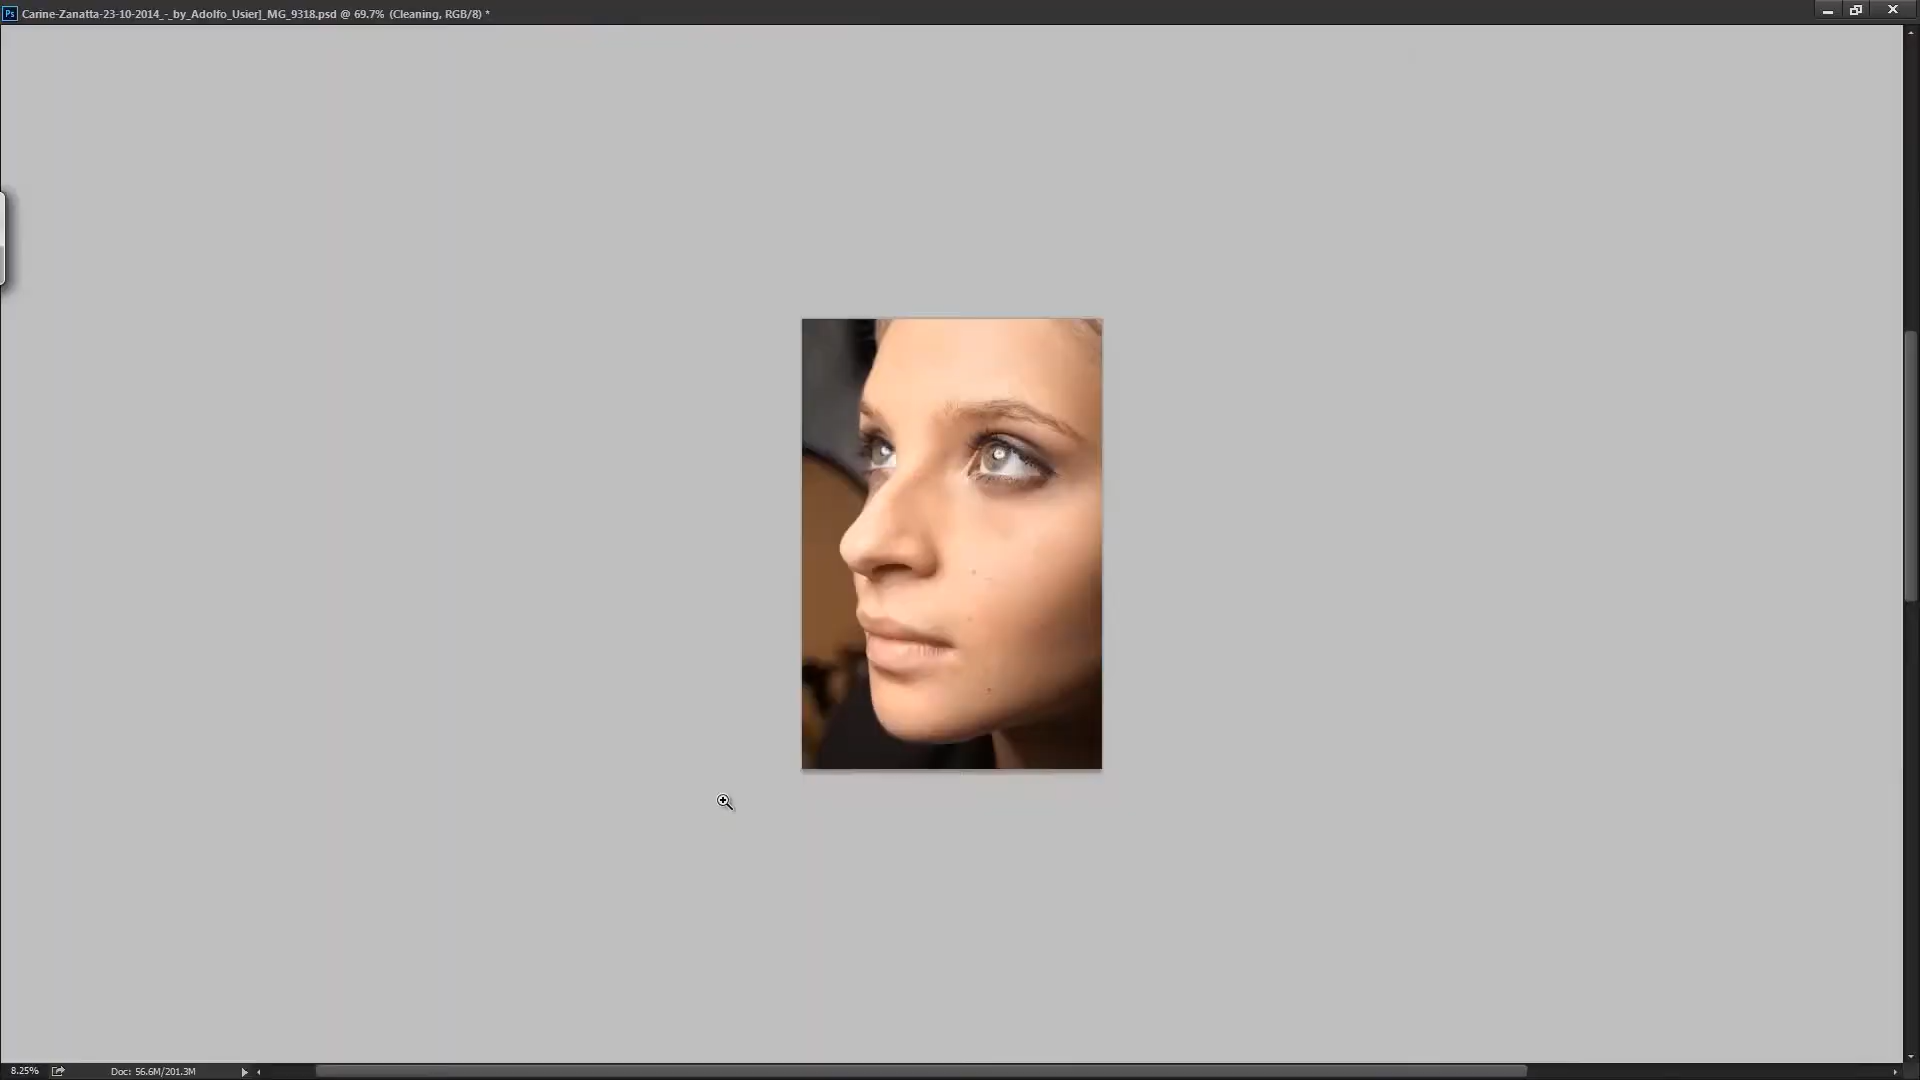 Ps Carine-Zanatta-23-10-2014_-_by_Adolfo_Usier]_MG_9318.psd @ 69.7% (Cleaning, RGB/8) *
8.25% Doc: 56.6M/201.3M